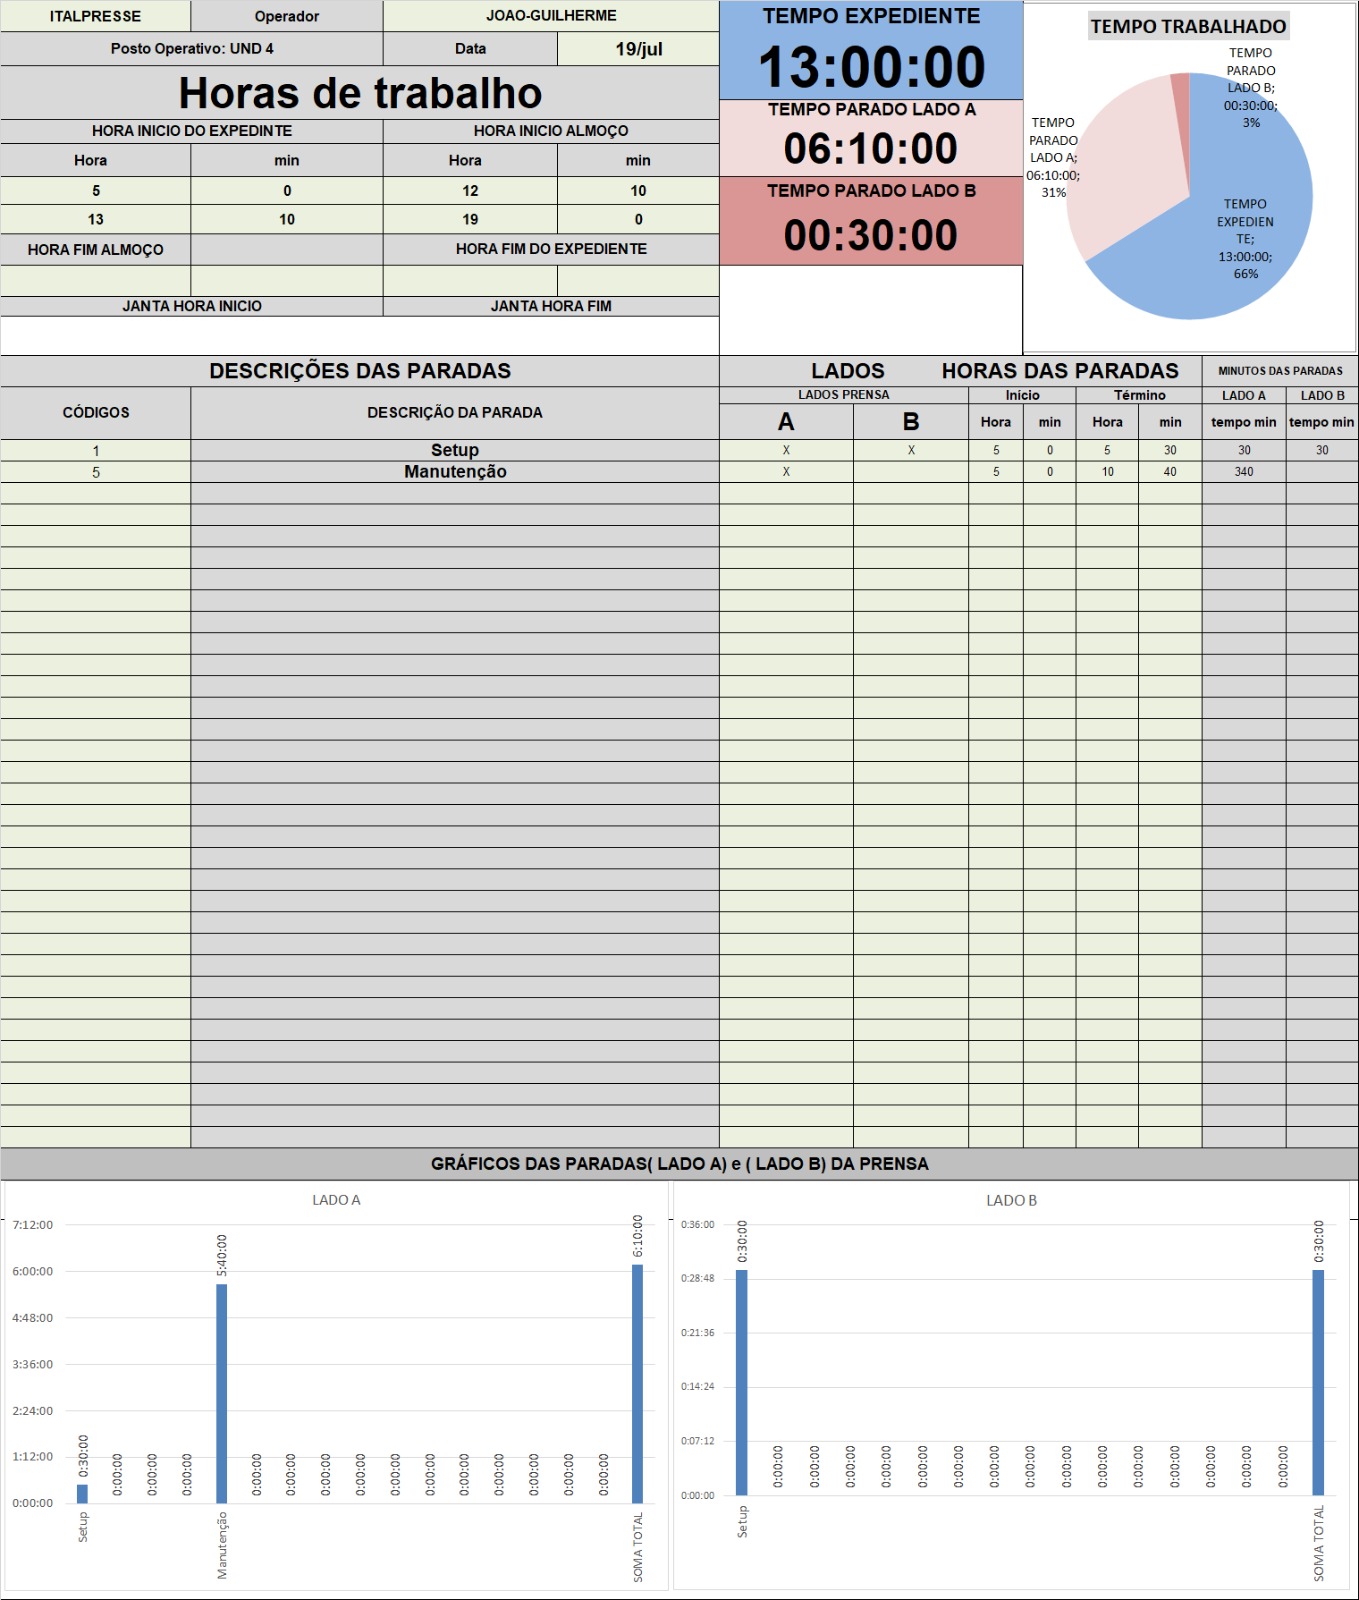 ITALPRESSE Operador JOAO-GUILHERME
Posto Operativo: UND 4 Data 19/jul
Horas de trabalho
HORA INICIO DO EXPEDINTE HORA INICIO ALMOÇO
Hora min Hora min
5 0 12 10
13 10 19 0
HORA FIM ALMOÇO HORA FIM DO EXPEDIENTE
JANTA HORA INICIO JANTA HORA FIM
TEMPO EXPEDIENTE
13:00:00
TEMPO PARADO LADO A
06:10:00
TEMPO PARADO LADO B
00:30:00
TEMPO TRABALHADO
TEMPO
PARADO
LADO B;
00:30:00;
3%
TEMPO
PARADO
LADO A;
06:10:00;
31%
TEMPO
EXPEDIEN
TE;
13:00:00;
66%
DESCRIÇÕES DAS PARADAS LADOS HORAS DAS PARADAS MINUTOS DAS PARADAS
CÓDIGOS DESCRIÇÃO DA PARADA LADOS PRENSA Início Término LADO A LADO B
A B Hora min Hora min tempo min tempo min
1 Setup X X 5 0 5 30 30 30
5 Manutenção X 5 0 10 40 340
GRÁFICOS DAS PARADAS( LADO A) e ( LADO B) DA PRENSA
LADO A
7:12:00
6:00:00
4:48:00
3:36:00
2:24:00
1:12:00
0:00:00
0:30:00 0:00:00 0:00:00 0:00:00 5:40:00 0:00:00 0:00:00 0:00:00 0:00:00 0:00:00 0:00:00 0:00:00 0:00:00 0:00:00 0:00:00 0:00:00 6:10:00
Setup Manutenção SOMA TOTAL
LADO B
0:36:00
0:28:48
0:21:36
0:14:24
0:07:12
0:00:00
0:30:00 0:00:00 0:00:00 0:00:00 0:00:00 0:00:00 0:00:00 0:00:00 0:00:00 0:00:00 0:00:00 0:00:00 0:00:00 0:00:00 0:00:00 0:00:00 0:30:00
Setup SOMA TOTAL